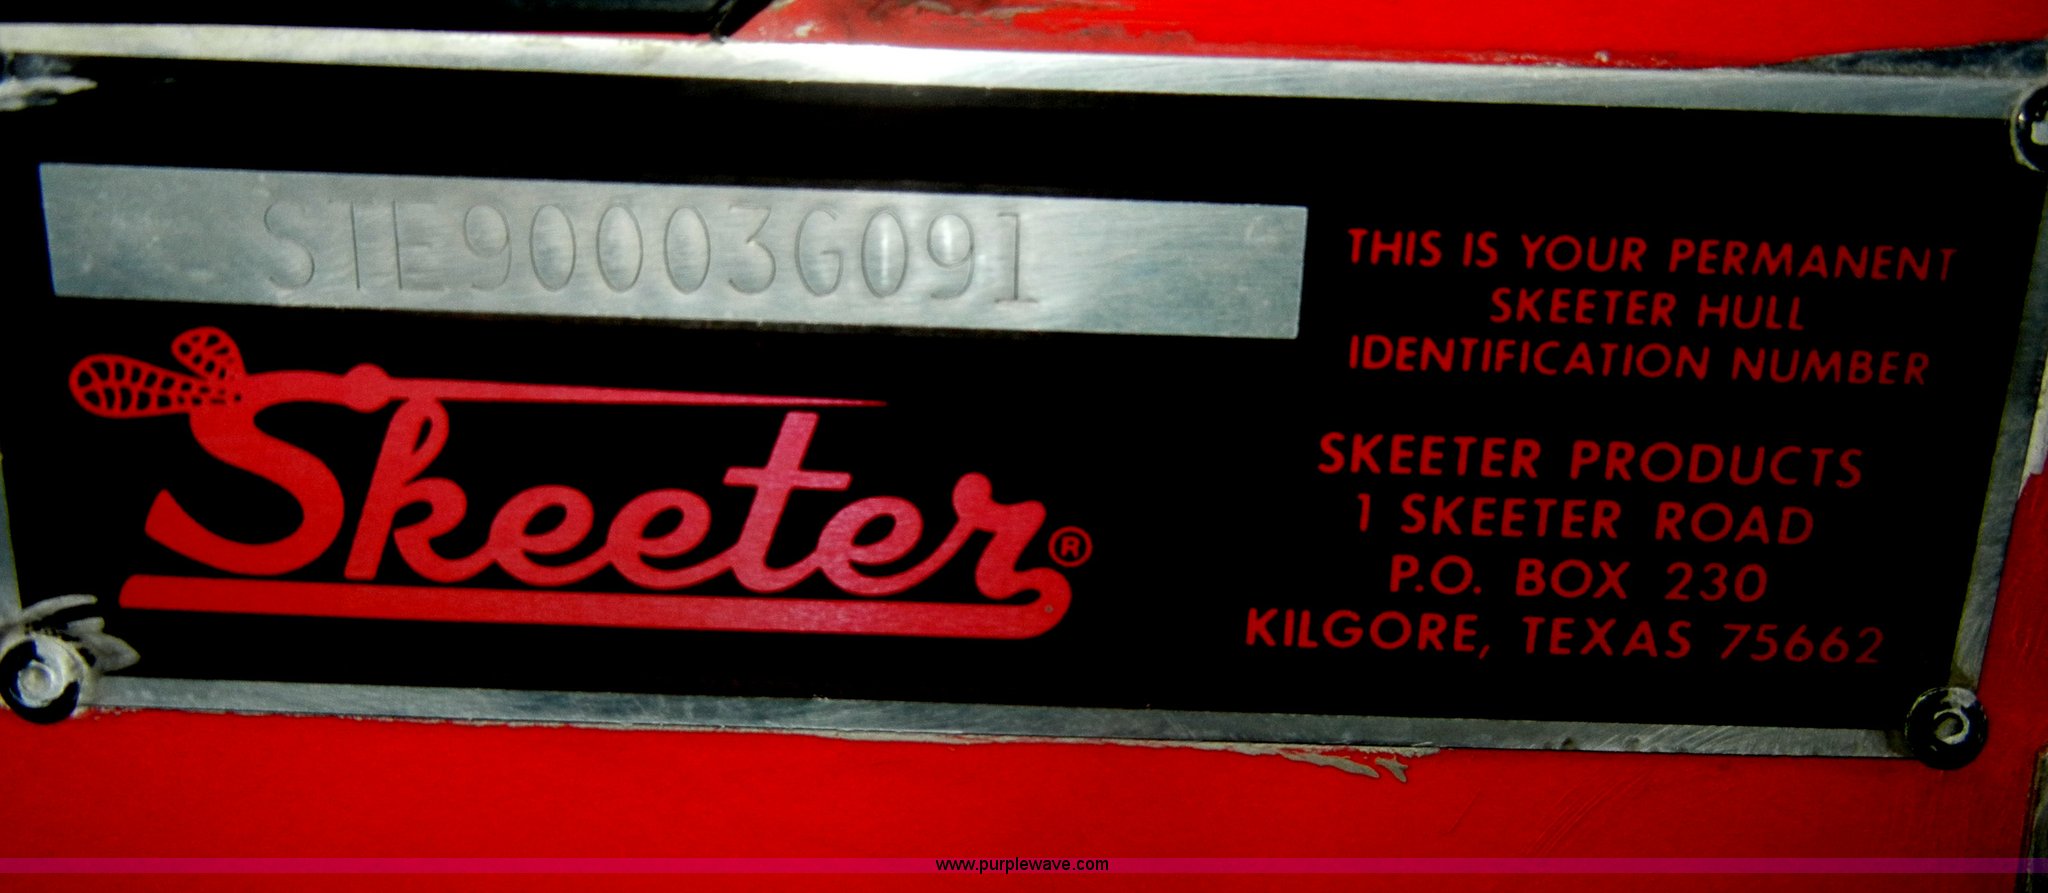 STE90003G091
Skeeter®
THIS IS YOUR PERMANENT
SKEETER HULL
IDENTIFICATION NUMBER
SKEETER PRODUCTS
1 SKEETER ROAD
P.O. BOX 230
KILGORE, TEXAS 75662
www.purplewave.com